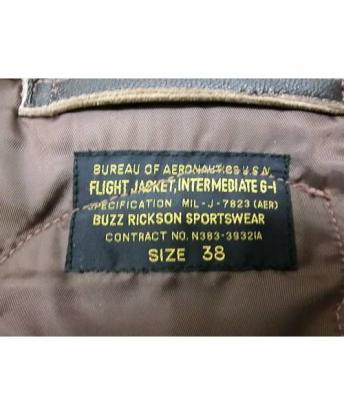 BUREAU OF AERONAUTICS U.S.N.
FLIGHT JACKET, INTERMEDIATE G-1
SPECIFICATION MIL-J-7823 (AER)
BUZZ RICKSON SPORTSWEAR
CONTRACT NO. N383-39321A
SIZE 38